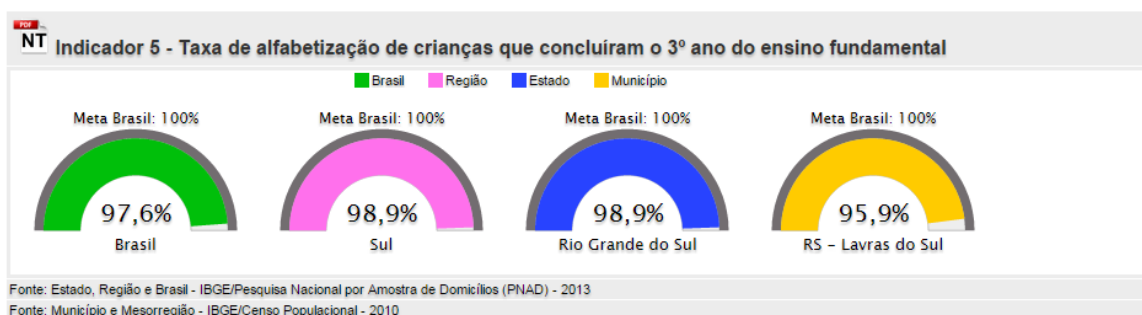 PDF
NT
Indicador 5 - Taxa de alfabetização de crianças que concluíram o 3º ano do ensino fundamental
Brasil Região Estado Município
Meta Brasil: 100% Meta Brasil: 100% Meta Brasil: 100% Meta Brasil: 100%
97,6% 98,9% 98,9% 95,9%
Brasil Sul Rio Grande do Sul RS - Lavras do Sul
Fonte: Estado, Região e Brasil - IBGE/Pesquisa Nacional por Amostra de Domicílios (PNAD) - 2013
Fonte: Município e Mesorregião - IBGE/Censo Populacional - 2010